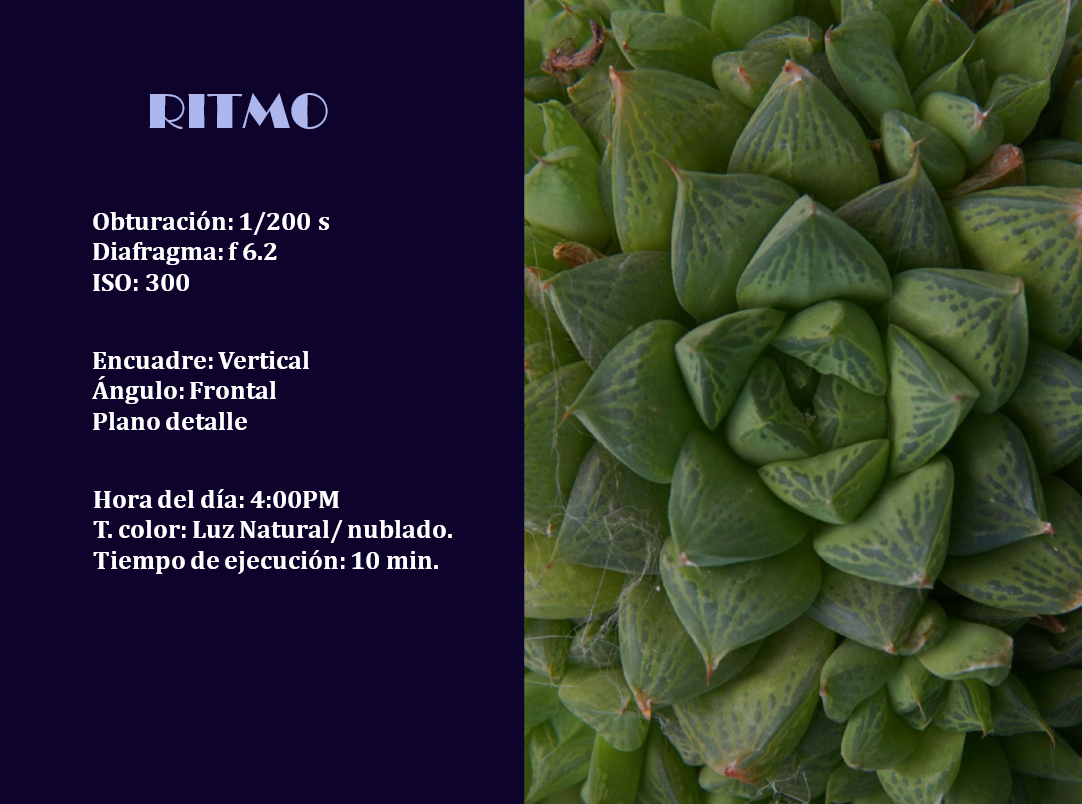 RITMO
Obturación: 1/200 s
Diafragma: f 6.2
ISO: 300
Encuadre: Vertical
Ángulo: Frontal
Plano detalle
Hora del día: 4:00PM
T. color: Luz Natural/ nublado.
Tiempo de ejecución: 10 min.